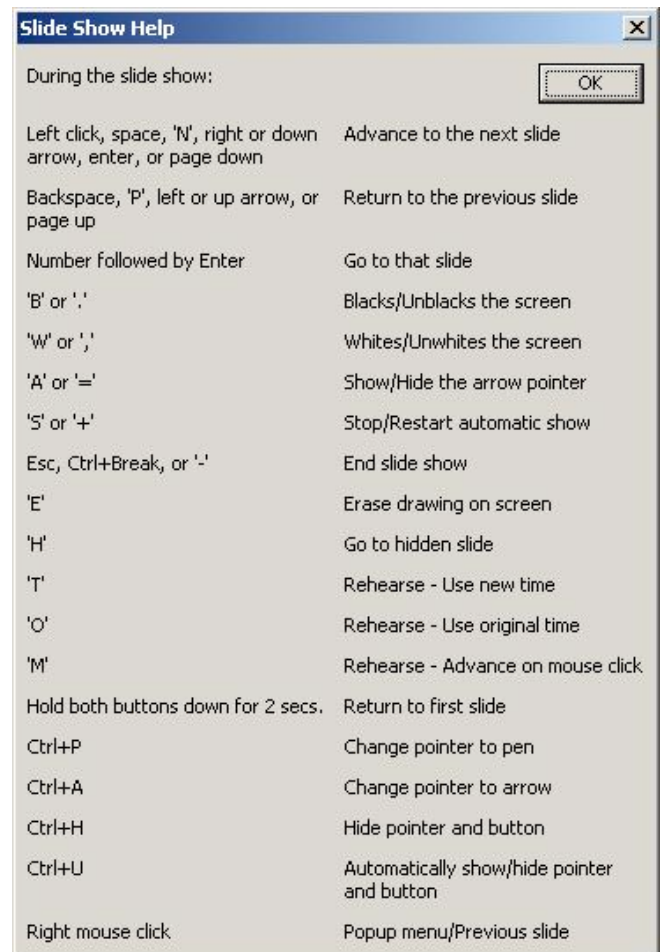 Slide Show Help
During the slide show:
OK
Left click, space, 'N', right or down
arrow, enter, or page down
Advance to the next slide
Backspace, 'P', left or up arrow, or
page up
Return to the previous slide
Number followed by Enter
Go to that slide
'B' or '.'
Blacks/Unblacks the screen
'W' or ','
Whites/Unwhites the screen
'A' or '='
Show/Hide the arrow pointer
'S' or '+'
Stop/Restart automatic show
Esc, Ctrl+Break, or '-'
End slide show
'E'
Erase drawing on screen
'H'
Go to hidden slide
'T'
Rehearse - Use new time
'O'
Rehearse - Use original time
'M'
Rehearse - Advance on mouse click
Hold both buttons down for 2 secs.
Return to first slide
Ctrl+P
Change pointer to pen
Ctrl+A
Change pointer to arrow
Ctrl+H
Hide pointer and button
Ctrl+U
Automatically show/hide pointer
and button
Right mouse click
Popup menu/Previous slide